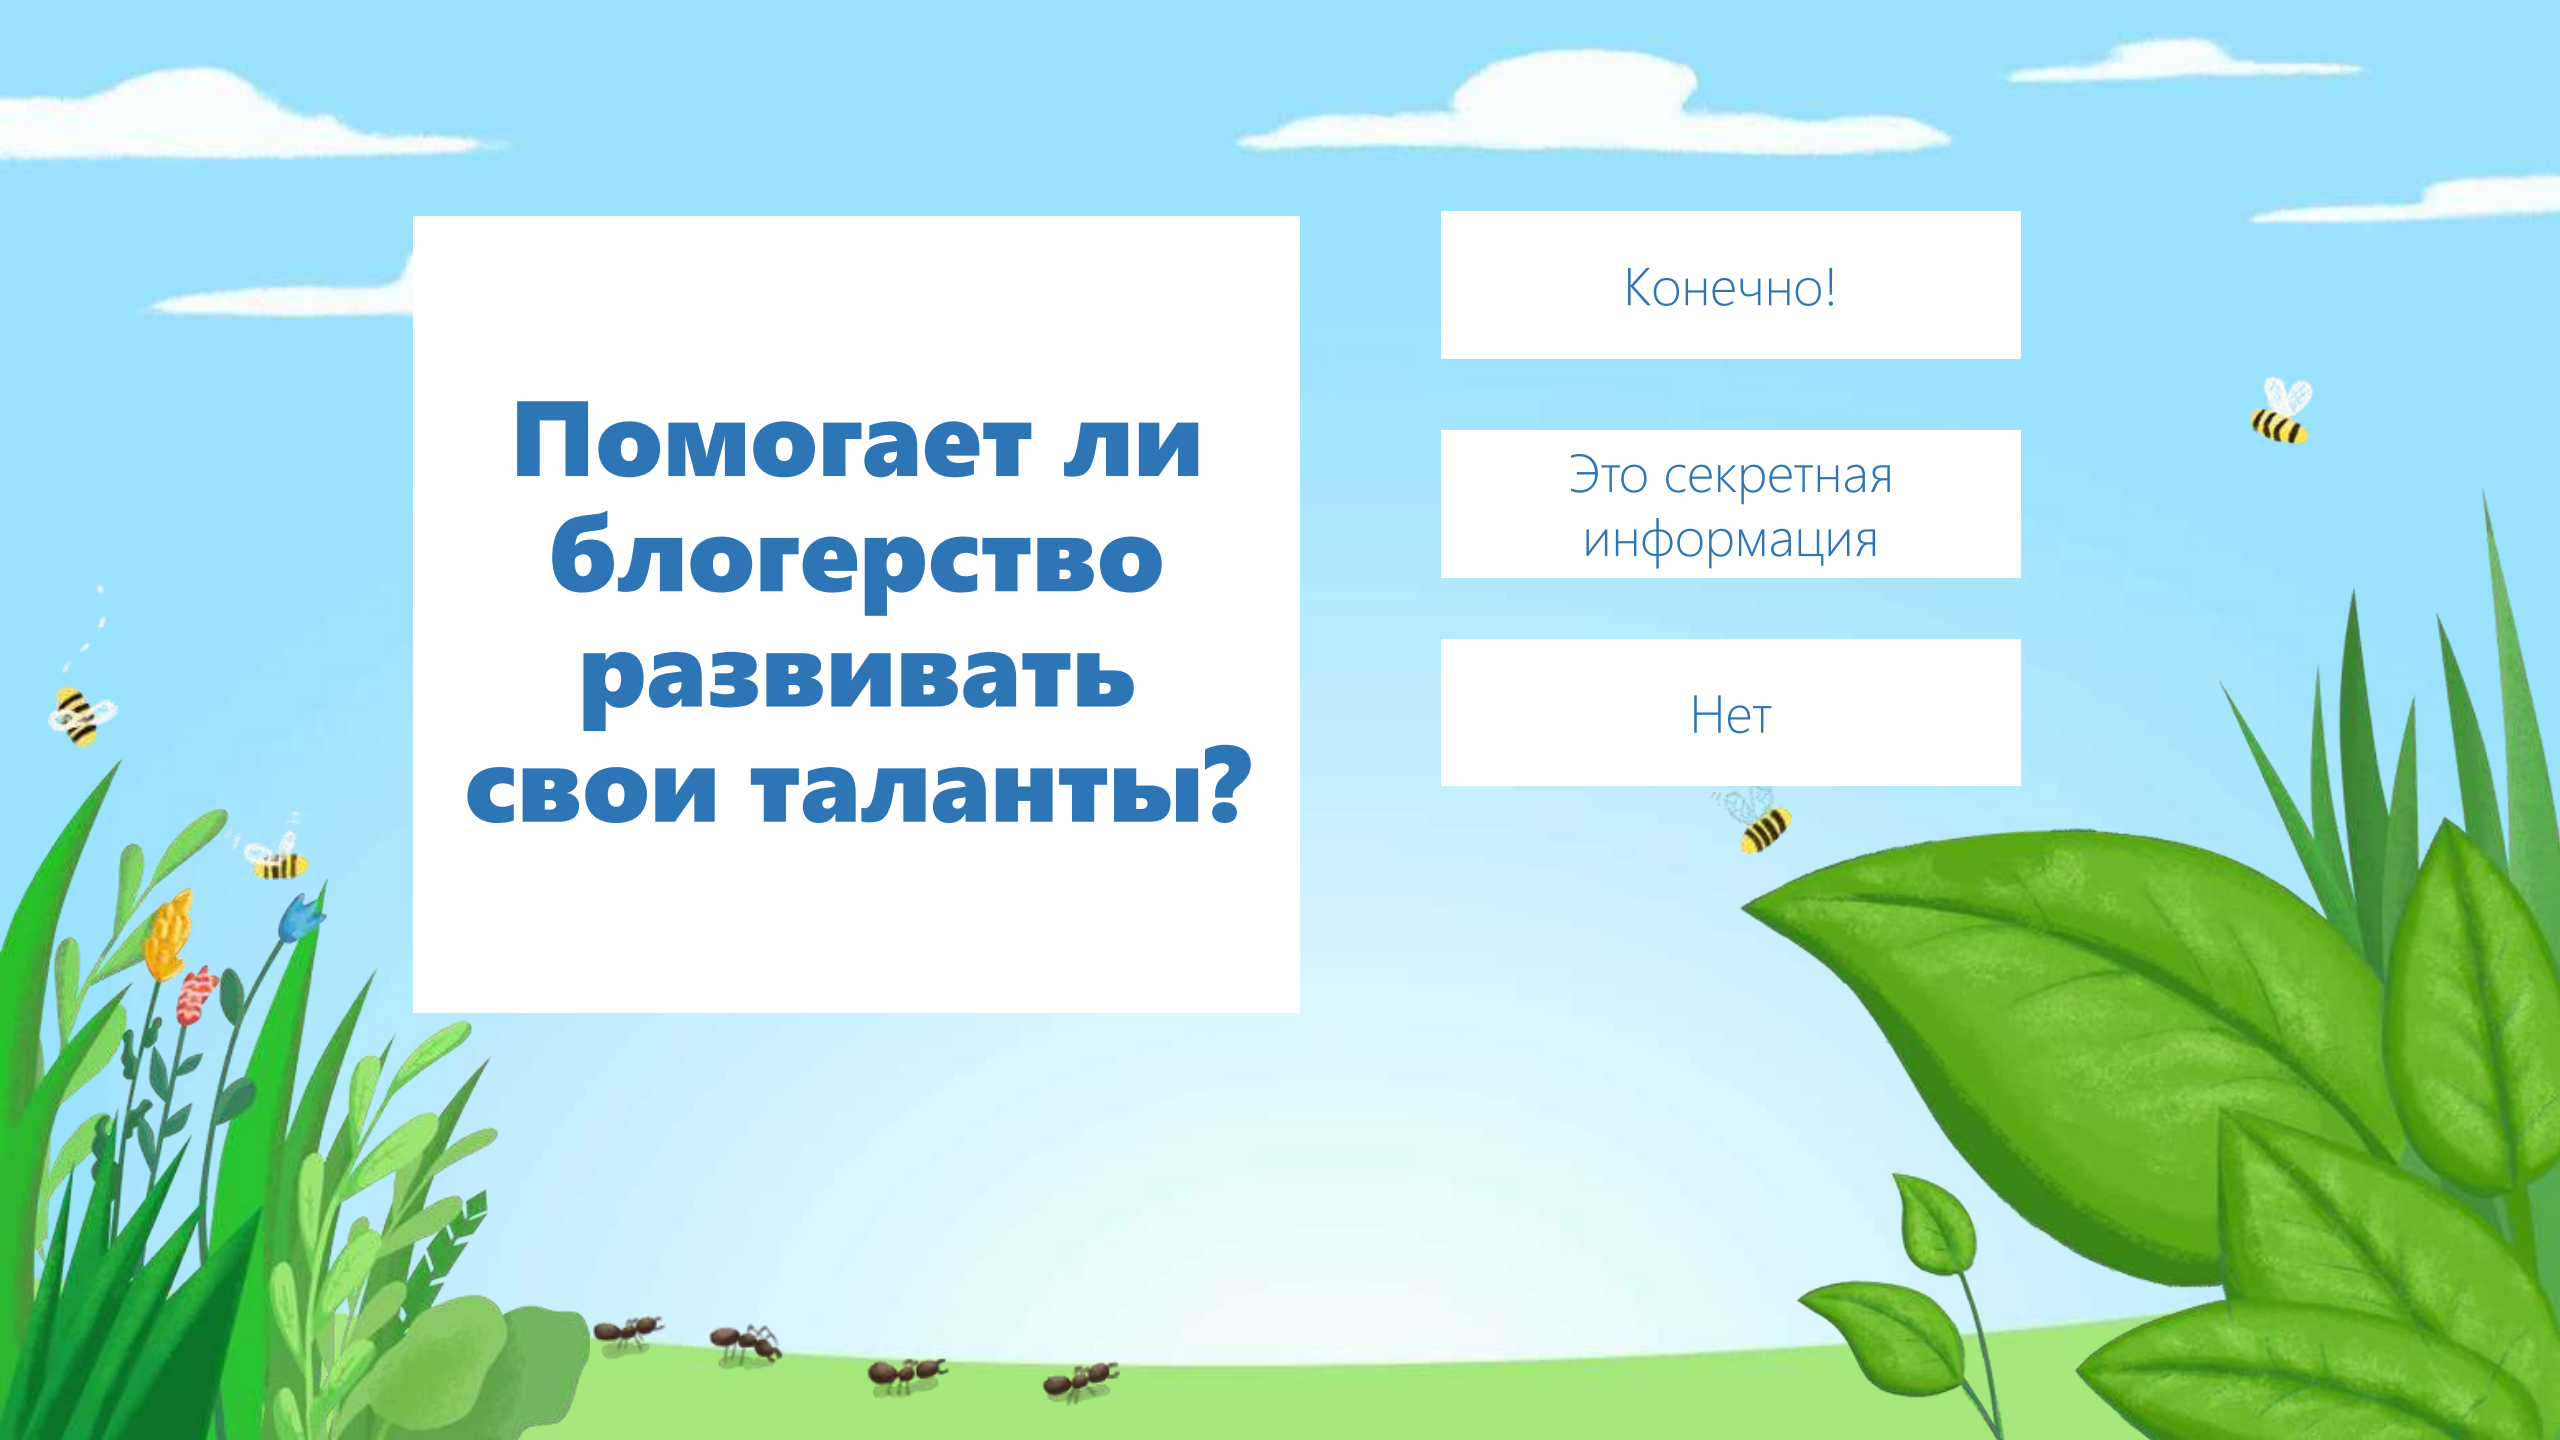 Помогает ли
блогерство
развивать
свои таланты?
Конечно!
Это секретная
информация
Нет